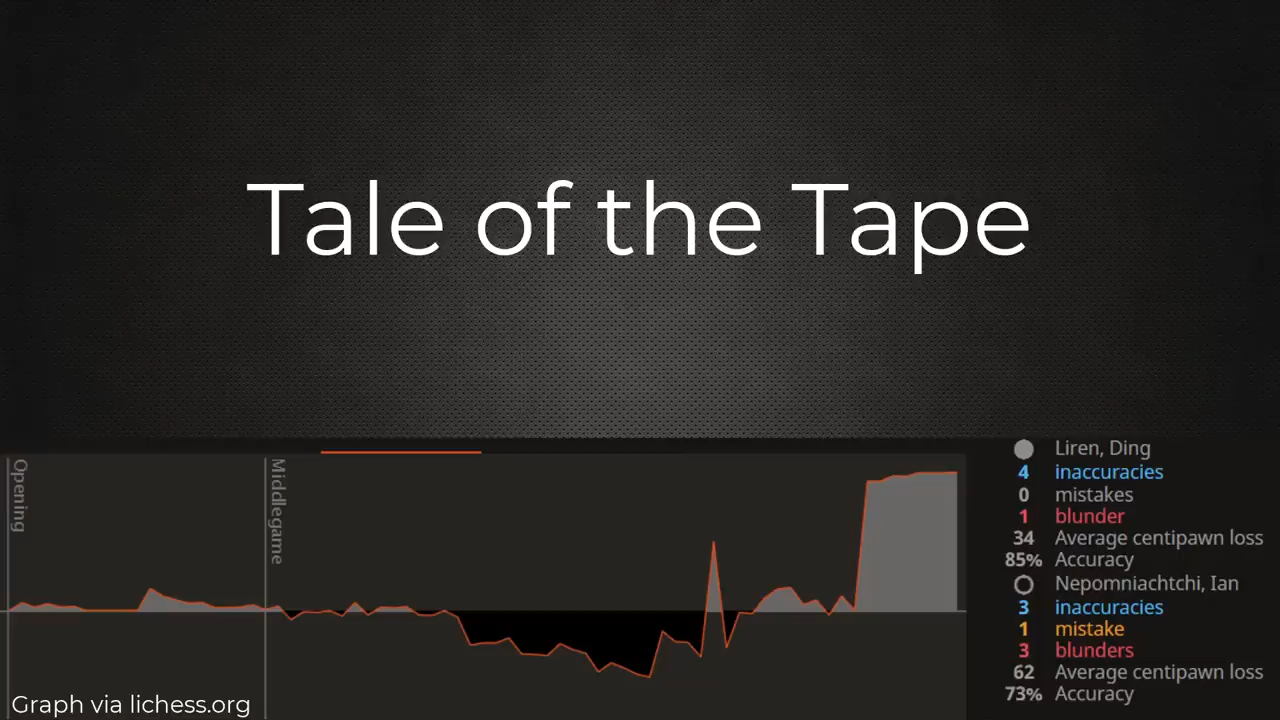 Tale of the Tape
Opening
Middlegame
Liren, Ding
4 inaccuracies
0 mistakes
1 blunder
34 Average centipawn loss
85% Accuracy
Nepomniachtchi, Ian
3 inaccuracies
1 mistake
3 blunders
62 Average centipawn loss
73% Accuracy
Graph via lichess.org